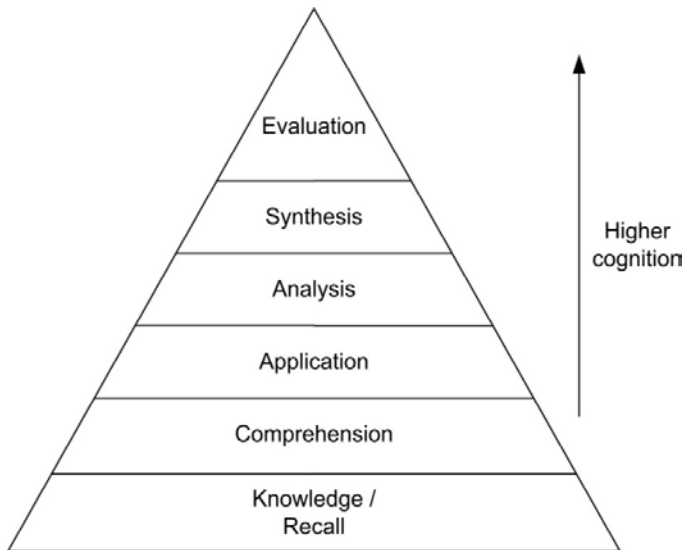 Evaluation
Synthesis
Analysis
Application
Comprehension
Knowledge /
Recall
Higher
cognition